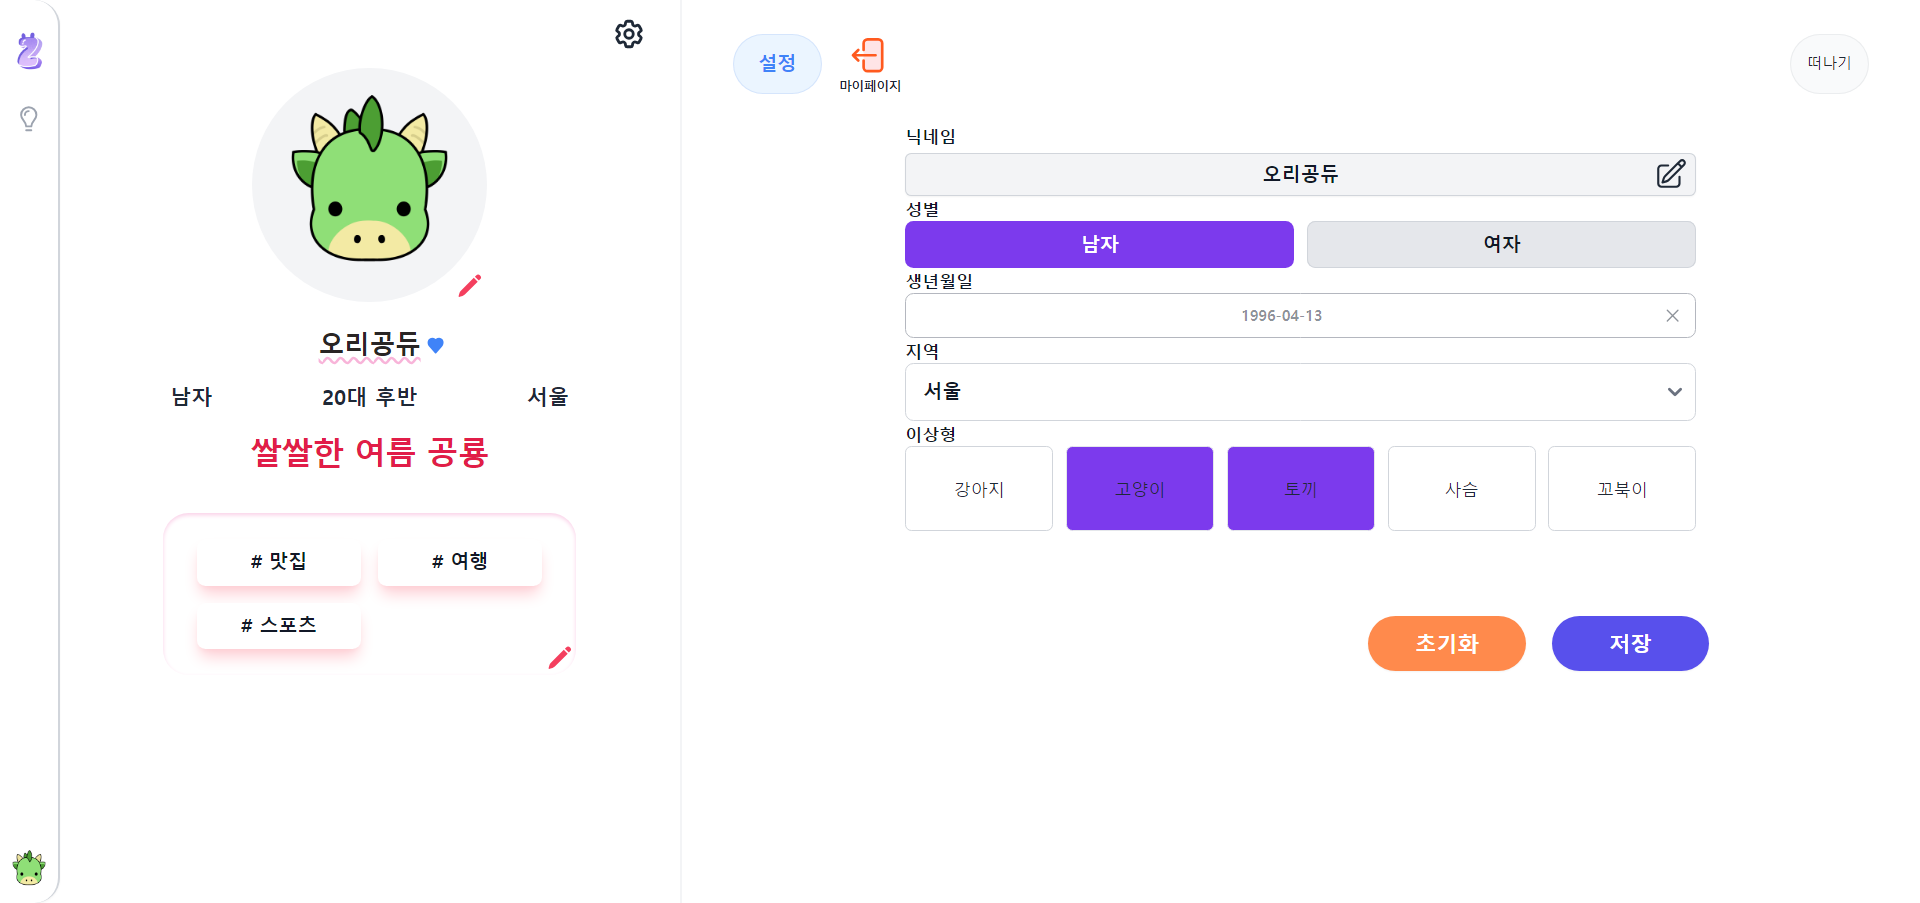 오리공듀
남자 20대 후반 서울
쌀쌀한 여름 공룡
# 맛집 # 여행
# 스포츠
설정
마이페이지
떠나기
닉네임
오리공듀
성별
남자 여자
생년월일
1996-04-13
지역
서울
이상형
강아지 고양이 토끼 사슴 꼬북이
초기화 저장